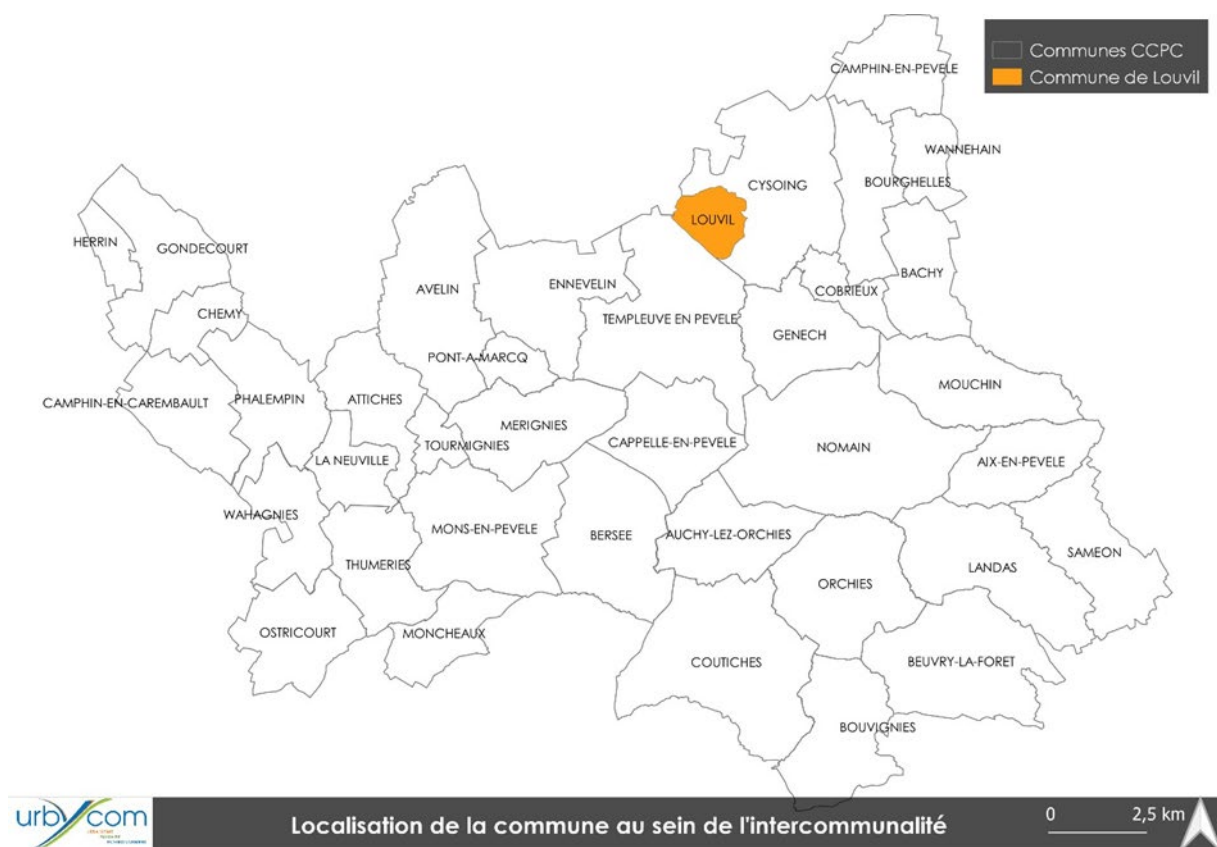 Communes CCPC
Commune de Louvil
CAMPHIN-EN-PEVELE
WANNEHAIN
BOURGHELLES
CYSOING
LOUVIL
HERRIN
GONDECOURT
BACHY
ENNEVELIN
AVELIN
COBRIEUX
CHEMY
TEMPLEUVE EN PEVELE
GENECH
PONT-A-MARCQ
MOUCHIN
CAMPHIN-EN-CAREMBAULT
PHALEMPIN
ATTICHES
MERIGNIES
TOURMIGNIES
CAPPELLE-EN-PEVELE
NOMAIN
LA NEUVILLE
AIX-EN-PEVELE
WAHAGNIES
MONS-EN-PEVELE
BERSEE
AUCHY-LEZ-ORCHIES
SAMEON
THUMERIES
LANDAS
ORCHIES
OSTRICOURT
MONCHEAUX
COUTICHES
BEUVRY-LA-FORET
BOUVIGNIES
urbycom
Localisation de la commune au sein de l'intercommunalité
0 2,5 km